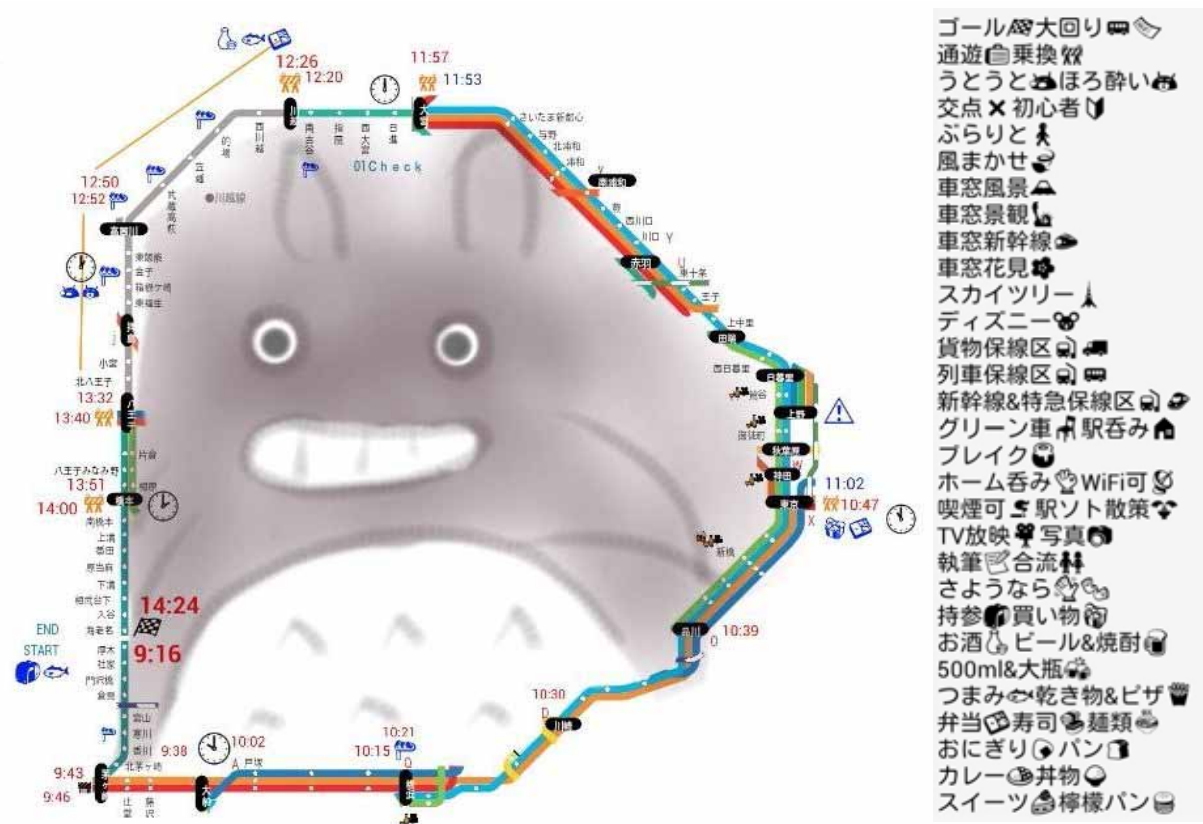 12:26
12:20
11:57
11:53
川越
南古谷
指扇
西大宮
日進
大宮
西川越
的場
笠幡
武蔵高萩
川越線
01Check
さいたま新都心
与野
北浦和
浦和
南浦和
蕨
西川口
川口 Y
赤羽
U
東十条
王子
上中里
田端
西日暮里
日暮里
鶯谷
上野
御徒町
秋葉原
神田
W
東京
11:02
10:47
X
新橋
品川
10:39
O
10:30
D
川崎
10:21
10:15
Q
横浜
10:02
A 戸塚
大船
9:38
藤沢
辻堂
9:43
9:46
茅ヶ崎
北茅ヶ崎
香川
寒川
宮山
倉見
門沢橋
社家
厚木
9:16
START
END
14:24
海老名
入谷
相武台下
下溝
原当麻
番田
上溝
南橋本
14:00
橋本
13:51
相原
八王子みなみ野
片倉
13:40
八王子
13:32
北八王子
小宮
拝島
東福生
箱根ケ崎
金子
東飯能
高麗川
12:52
12:50
ゴール大回り
通遊乗換
うとうとほろ酔い
交点初心者
ぶらりと
風まかせ
車窓風景
車窓景観
車窓新幹線
車窓花見
スカイツリー
ディズニー
貨物保線区
列車保線区
新幹線&特急保線区
グリーン車駅呑み
ブレイク
ホーム呑みWiFi可
喫煙可駅ソト散策
TV放映写真
執筆合流
さようなら
持参買い物
お酒ビール&焼酎
500ml&大瓶
つまみ乾き物&ピザ
弁当寿司麺類
おにぎりパン
カレー丼物
スイーツ檸檬パン